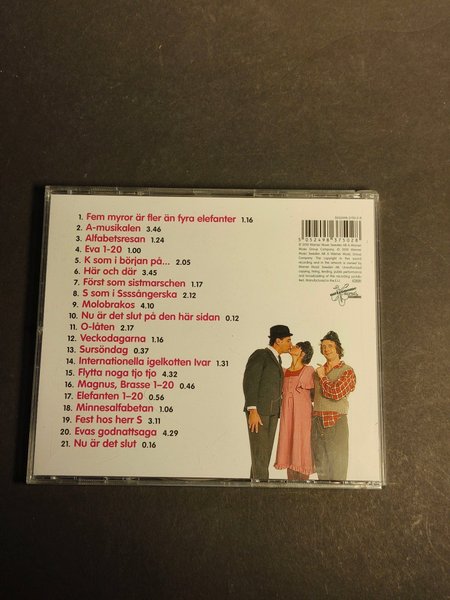 1. Fem myror är fler än fyra elefanter 1.16
2. A-musikalen 3.46
3. Alfabetsresan 1.24
4. Eva 1-20 1.00
5. K som i början på... 2.05
6. Här och där 3.45
7. Först som sistmarschen 1.17
8. S som i Ssssångerska 2.12
9. Molobrakos 4.10
10. Nu är det slut på den här sidan 0.12
11. O-låten 2.17
12. Veckodagarna 1.16
13. Sursöndag 0.37
14. Internationella igelkotten Ivar 1.31
15. Flytta noga tjo tjo 4.32
16. Magnus, Brasse 1-20 0.46
17. Elefanten 1-20 0.56
18. Minnesalfabetan 1.06
19. Fest hos herr S 3.11
20. Evas godnattsaga 4.29
21. Nu är det slut 0.16
5 052498 375028